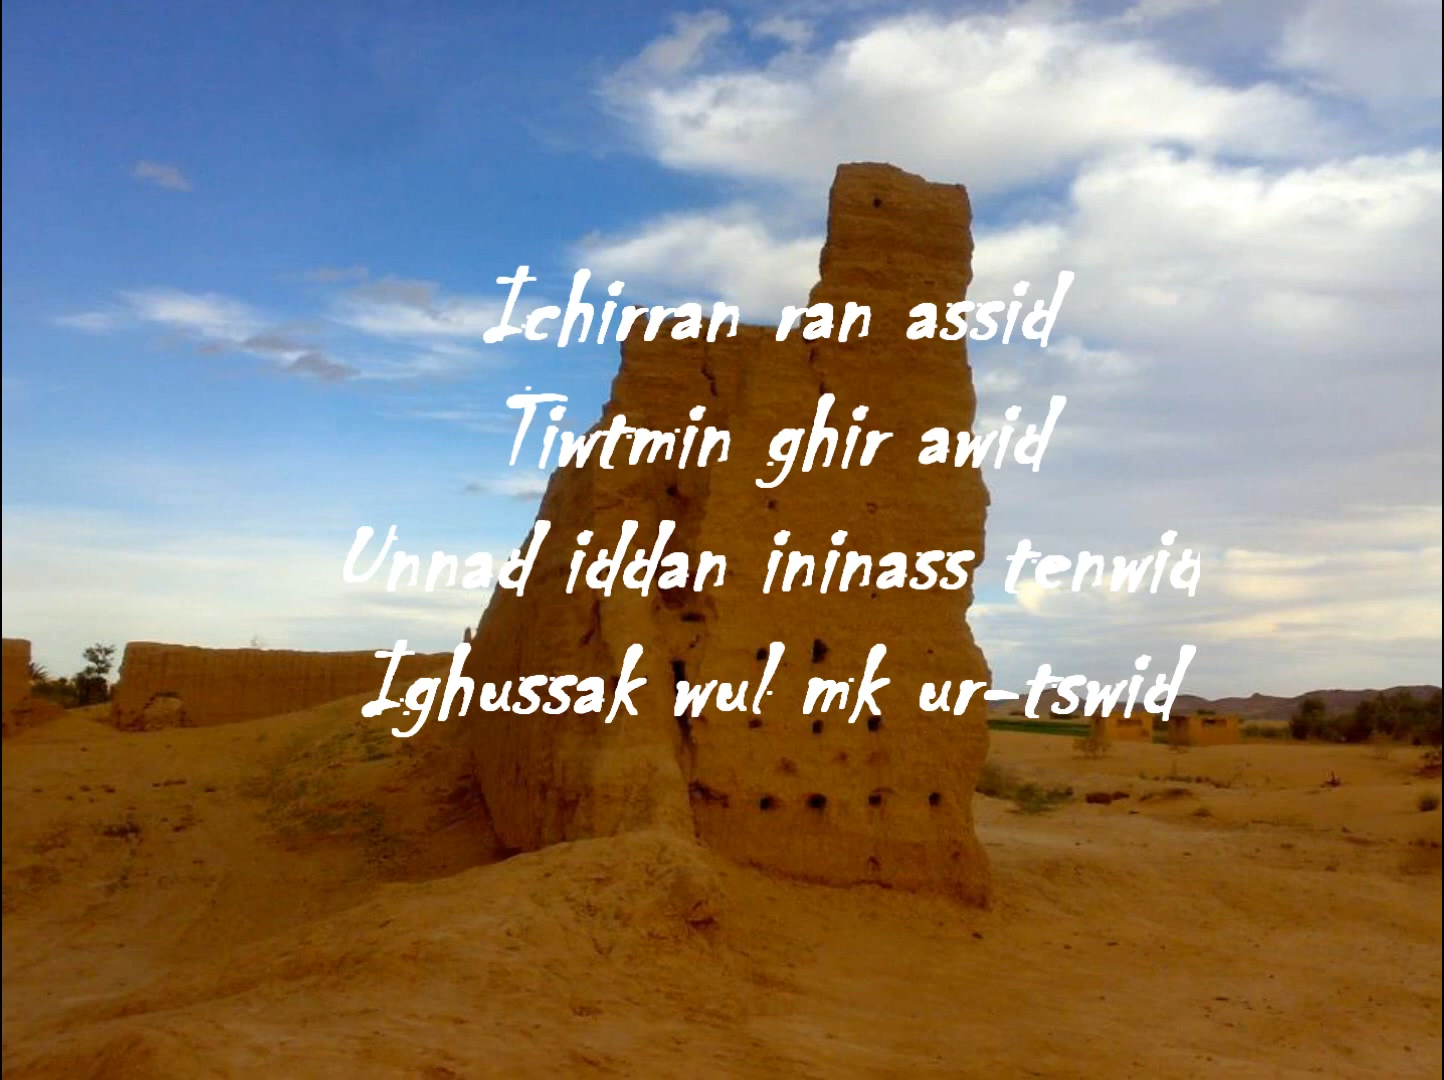 Ichirran ran assid
Tiwtmin ghir awid
Unnad iddan ininass tenwid
Ighussak wul mk ur-tswid